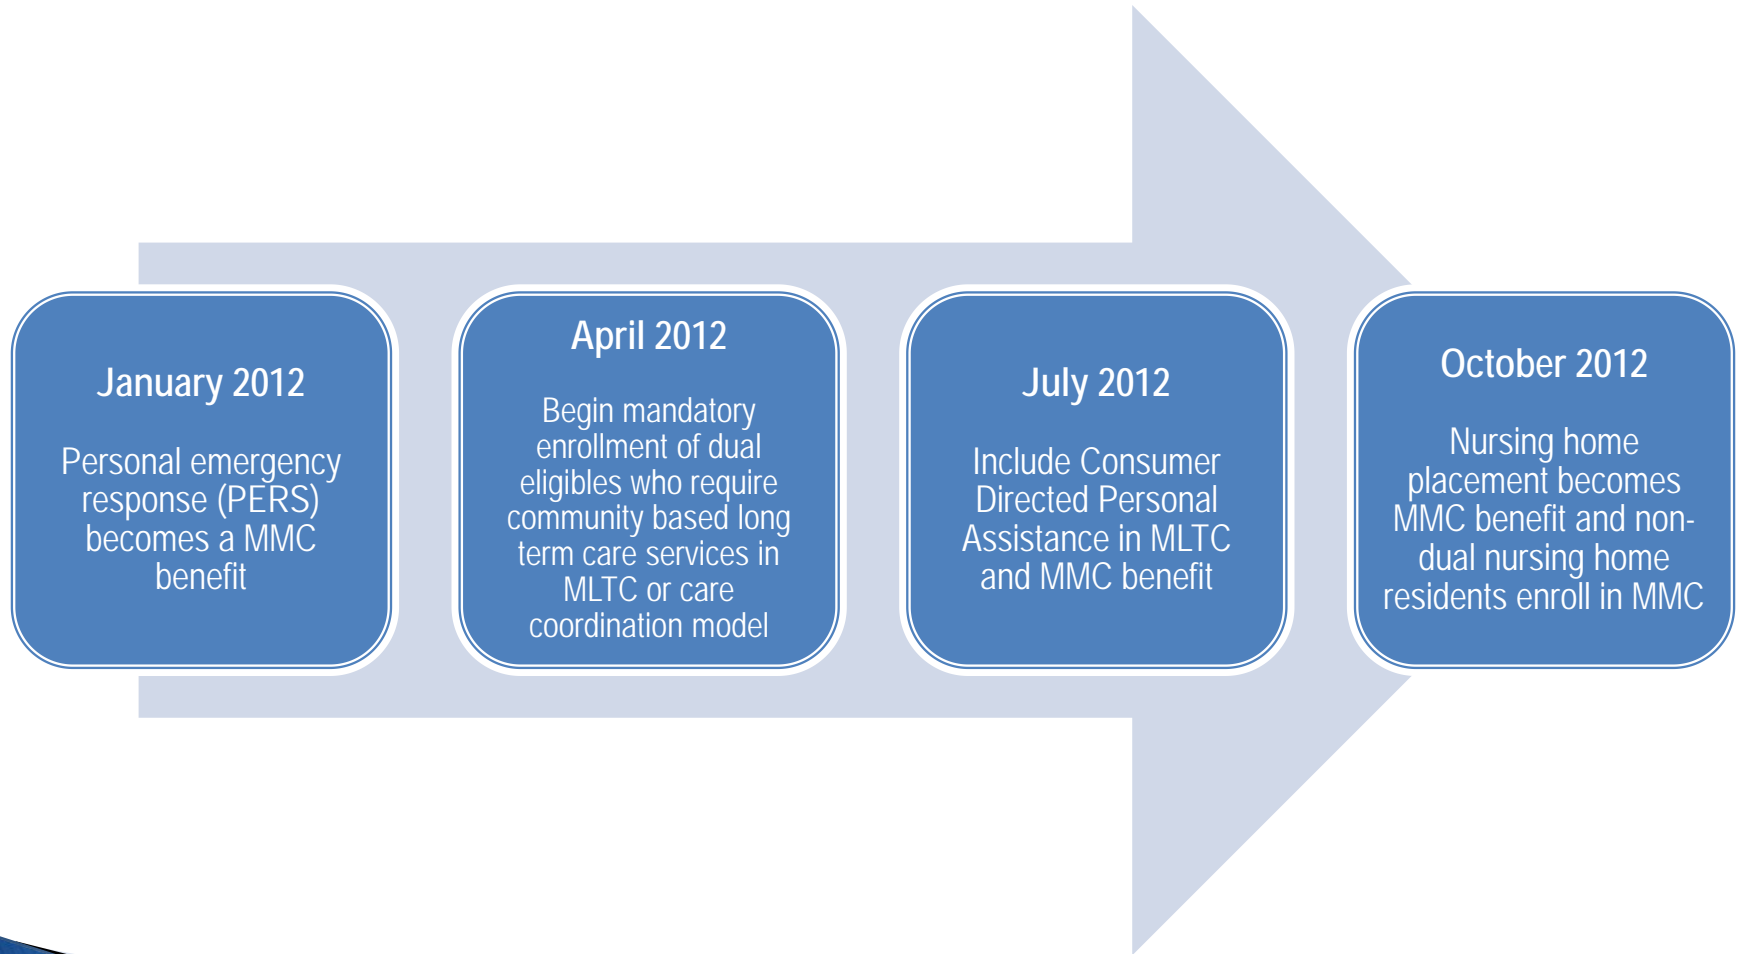 January 2012
Personal emergency
response (PERS)
becomes a MMC
benefit
April 2012
Begin mandatory
enrollment of dual
eligibles who require
community based long
term care services in
MLTC or care
coordination model
July 2012
Include Consumer
Directed Personal
Assistance in MLTC
and MMC benefit
October 2012
Nursing home
placement becomes
MMC benefit and non-
dual nursing home
residents enroll in MMC